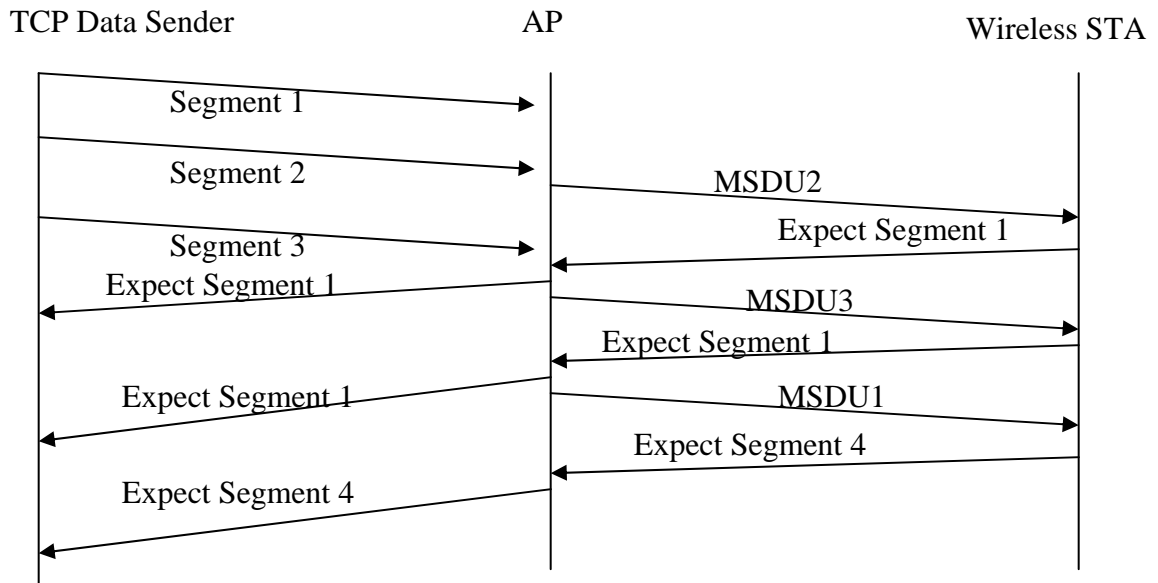 TCP Data Sender
AP
Wireless STA
Segment 1
Segment 2
MSDU2
Segment 3
Expect Segment 1
Expect Segment 1
MSDU3
Expect Segment 1
Expect Segment 1
MSDU1
Expect Segment 4
Expect Segment 4